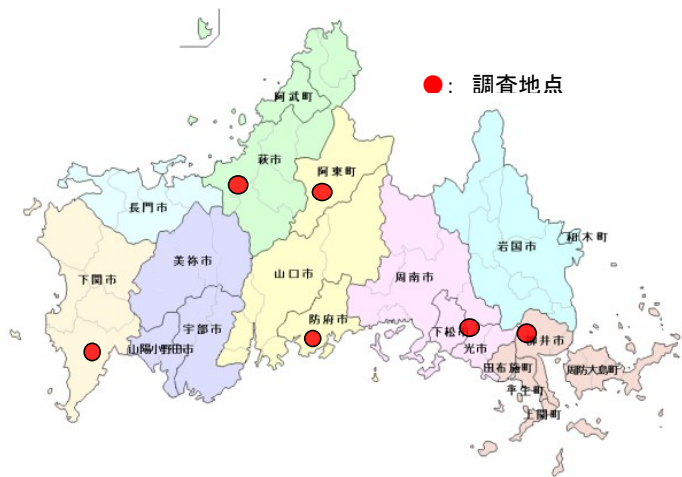 阿武町
●: 調査地点
萩市
阿東町
長門市
岩国市
和木町
美祢市
山口市
周南市
下関市
防府市
宇部市
下松市
山陽小野田市
光市
柳井市
田布施町
周防大島町
平生町
上関町